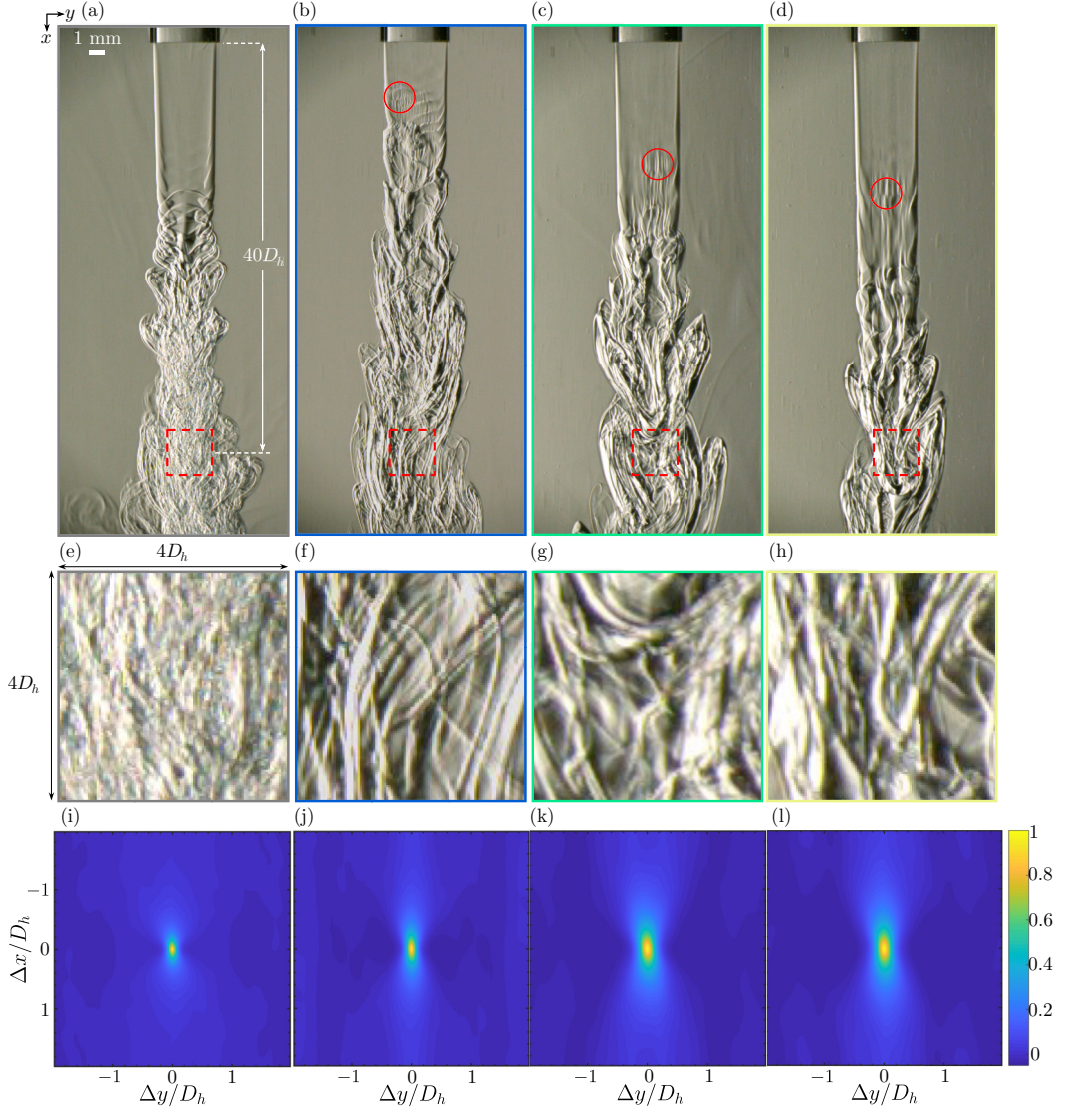 y
(a)
(b)
(c)
(d)
x
1 mm
40D_h
(e)
4D_h
(f)
(g)
(h)
4D_h
(i)
(j)
(k)
(l)
1
−1
0.8
Δx/D_h
0.6
0
0.4
1
0.2
0
−1
0
1
−1
0
1
−1
0
1
−1
0
1
Δy/D_h
Δy/D_h
Δy/D_h
Δy/D_h